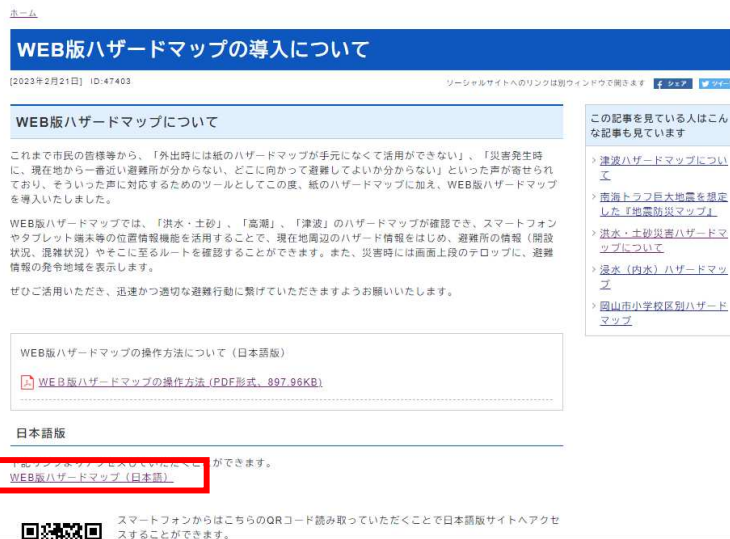 ホーム
WEB版ハザードマップの導入について
[2023年2月21日] ID:47403
ソーシャルサイトへのリンクは別ウィンドウで開きます
シェア
WEB版ハザードマップについて
これまで市民の皆様等から、「外出時には紙のハザードマップが手元になくて活用ができない」、「災害発生時
に、現在地から一番近い避難所が分からない、どこに向かって避難してよいか分からない」といった声が寄せられ
ており、そういった声に対応するためのツールとしてこの度、紙のハザードマップに加え、WEB版ハザードマップ
を導入いたしました。
WEB版ハザードマップでは、「洪水・土砂」、「高潮」、「津波」のハザードマップが確認でき、スマートフォン
やタブレット端末等の位置情報機能を活用することで、現在地周辺のハザード情報をはじめ、避難所の情報（開設
状況、混雑状況）やそこに至るルートを確認することができます。また、災害時には画面上段のテロップに、避難
情報の発令地域を表示します。
ぜひご活用いただき、迅速かつ適切な避難行動に繋げていただきますようお願いいたします。
WEB版ハザードマップの操作方法について（日本語版）
WEB版ハザードマップの操作方法 (PDF形式、897.96KB)
日本語版
下記リンクよりアクセスしていただくことができます。
WEB版ハザードマップ（日本語）
スマートフォンからはこちらのQRコード読み取っていただくことで日本語版サイトへアクセ
スすることができます。
この記事を見ている人はこん
な記事も見ています
津波ハザードマップについ
て
南海トラフ巨大地震を想定
した『地震防災マップ』
洪水・土砂災害ハザードマ
ップについて
浸水（内水）ハザードマッ
プ
岡山市小学校区別ハザード
マップ